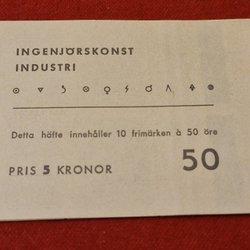 INGENJÖRSKONST
INDUSTRI
Detta häfte innehåller 10 frimärken à 50 öre
PRIS 5 KRONOR 50